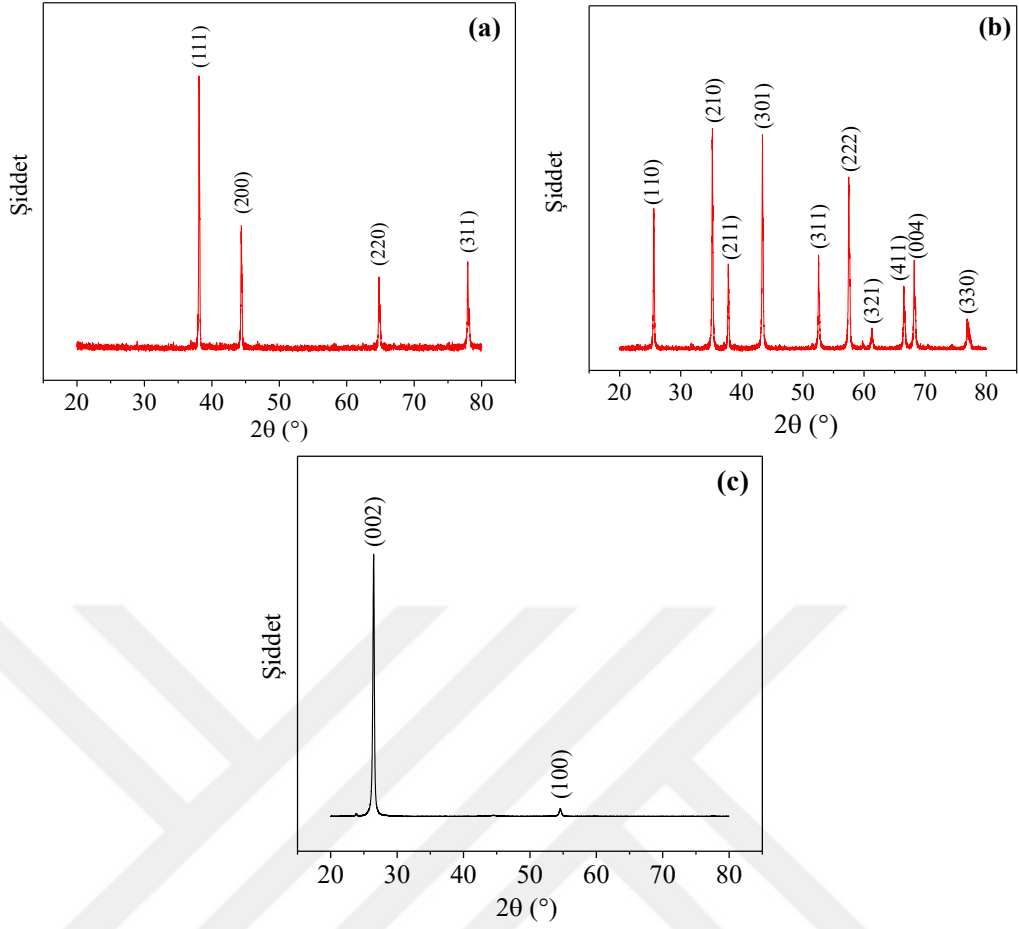 (a)
Şiddet
(111)
(200)
(220)
(311)
20 30 40 50 60 70 80
2θ (°)
(b)
Şiddet
(110)
(210)
(211)
(301)
(311)
(222)
(321)
(411)
(004)
(330)
20 30 40 50 60 70 80
2θ (°)
(c)
Şiddet
(002)
(100)
20 30 40 50 60 70 80
2θ (°)